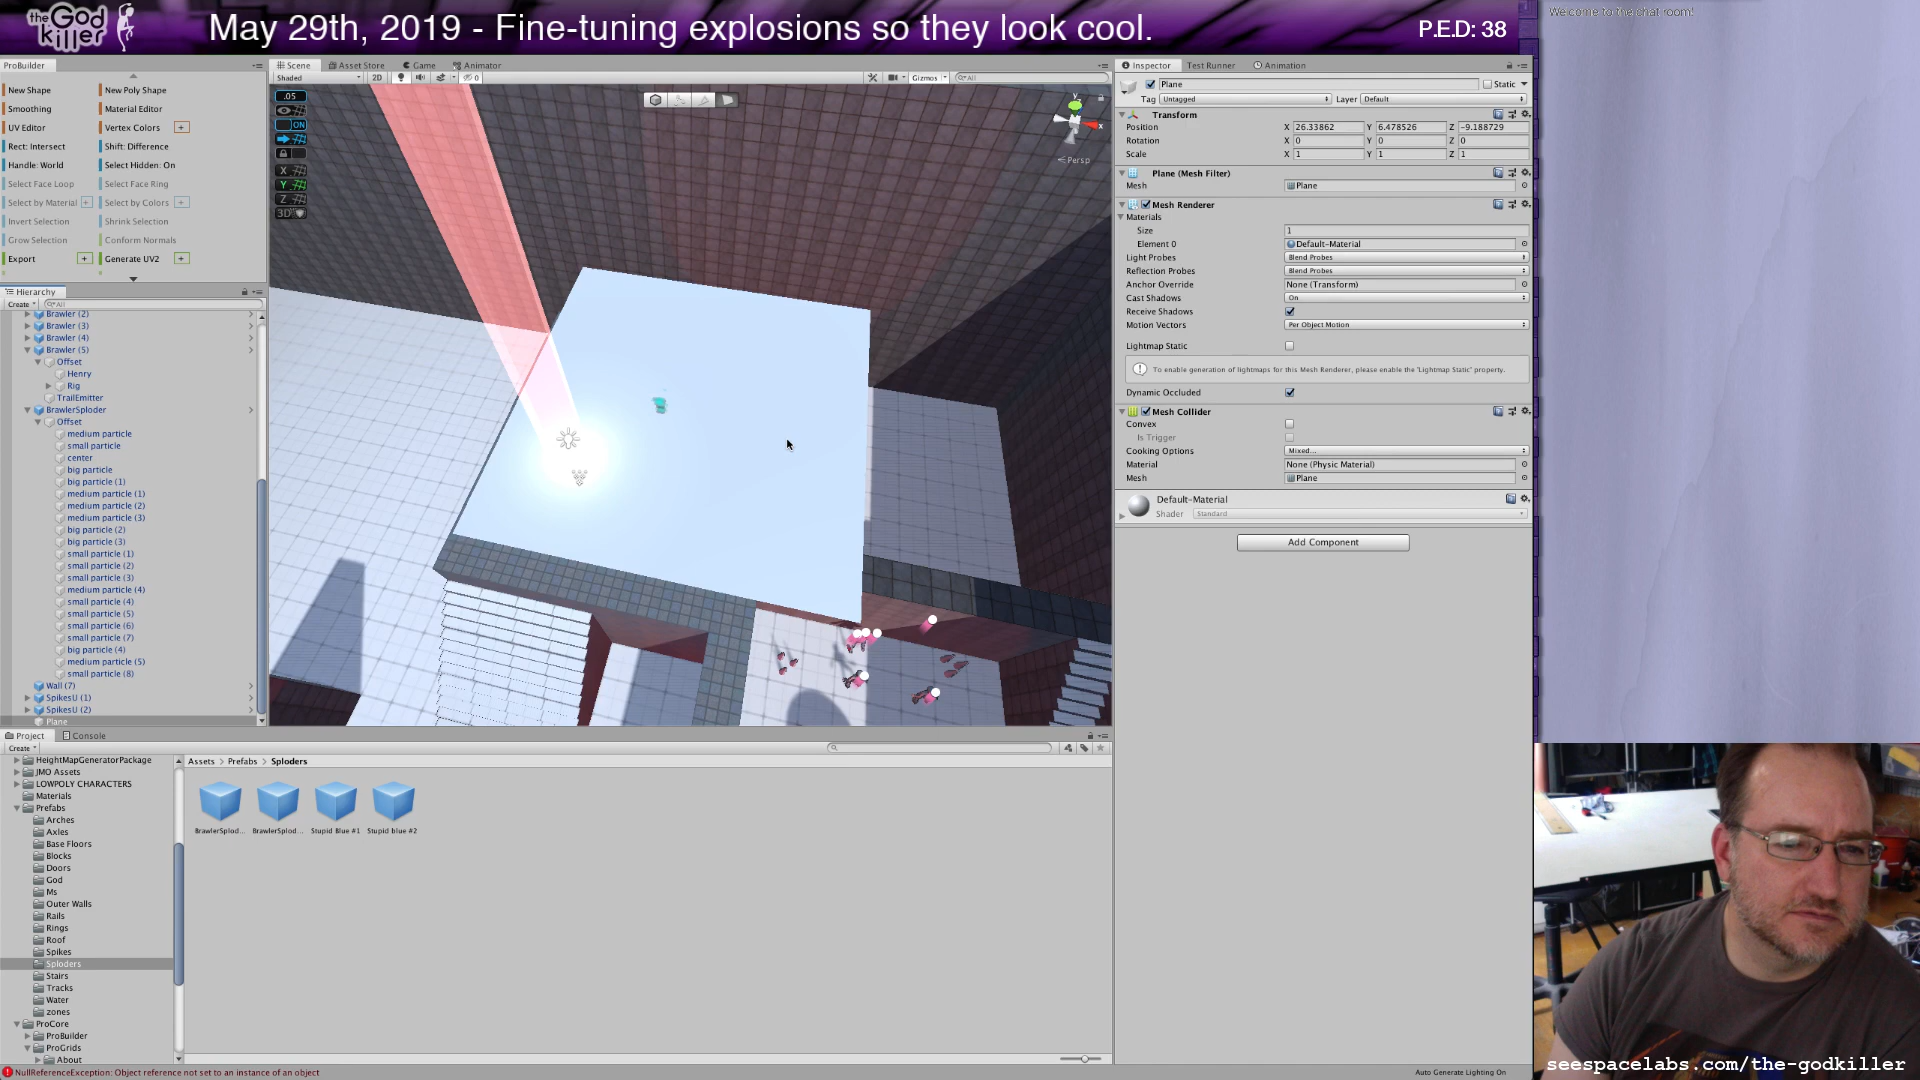 the God killer
May 29th, 2019 - Fine-tuning explosions so they look cool.
P.E.D: 38
Welcome to the chat room!
ProBuilder
New Shape New Poly Shape
Smoothing Material Editor
UV Editor Vertex Colors +
Rect: Intersect Shift: Difference
Handle: World Select Hidden: On
Select Face Loop Select Face Ring
Select by Material + Select by Colors +
Invert Selection Shrink Selection
Grow Selection Conform Normals
Export + Generate UV2 +
Hierarchy
Create All
Brawler (2)
Brawler (3)
Brawler (4)
Brawler (5)
Offset
Henry
Rig
TrailEmitter
BrawlerSploder
Offset
medium particle
small particle
center
big particle
big particle (1)
medium particle (1)
medium particle (2)
medium particle (3)
big particle (2)
big particle (3)
small particle (1)
small particle (2)
small particle (3)
medium particle (4)
small particle (4)
small particle (5)
small particle (6)
small particle (7)
big particle (4)
medium particle (5)
small particle (8)
Wall (7)
SpikesU (1)
SpikesU (2)
Plane
Scene Asset Store Game Animator
Shaded 2D 0 Gizmos All
.05
ON
X
Y
Z
3D
y
x
Persp
Inspector Test Runner Animation
Plane Static
Tag Untagged Layer Default
Transform
Position X 26.33862 Y 6.478526 Z -9.188729
Rotation X 0 Y 0 Z 0
Scale X 1 Y 1 Z 1
Plane (Mesh Filter)
Mesh Plane
Mesh Renderer
Materials
Size 1
Element 0 Default-Material
Light Probes Blend Probes
Reflection Probes Blend Probes
Anchor Override None (Transform)
Cast Shadows On
Receive Shadows
Motion Vectors Per Object Motion
Lightmap Static
To enable generation of lightmaps for this Mesh Renderer, please enable the 'Lightmap Static' property.
Dynamic Occluded
Mesh Collider
Convex
Is Trigger
Cooking Options Mixed...
Material None (Physic Material)
Mesh Plane
Default-Material
Shader Standard
Add Component
Project Console
Create
HeightMapGeneratorPackage
JMO Assets
LOWPOLY CHARACTERS
Materials
Prefabs
Arches
Axles
Base Floors
Blocks
Doors
God
Ms
Outer Walls
Rails
Rings
Roof
Spikes
Sploders
Stairs
Tracks
Water
zones
ProCore
ProBuilder
ProGrids
About
Assets Prefabs Sploders
BrawlerSplod... BrawlerSplod... Stupid Blue #1 Stupid blue #2
NullReferenceException: Object reference not set to an instance of an object
Auto Generate Lighting On
seespacelabs.com/the-godkiller